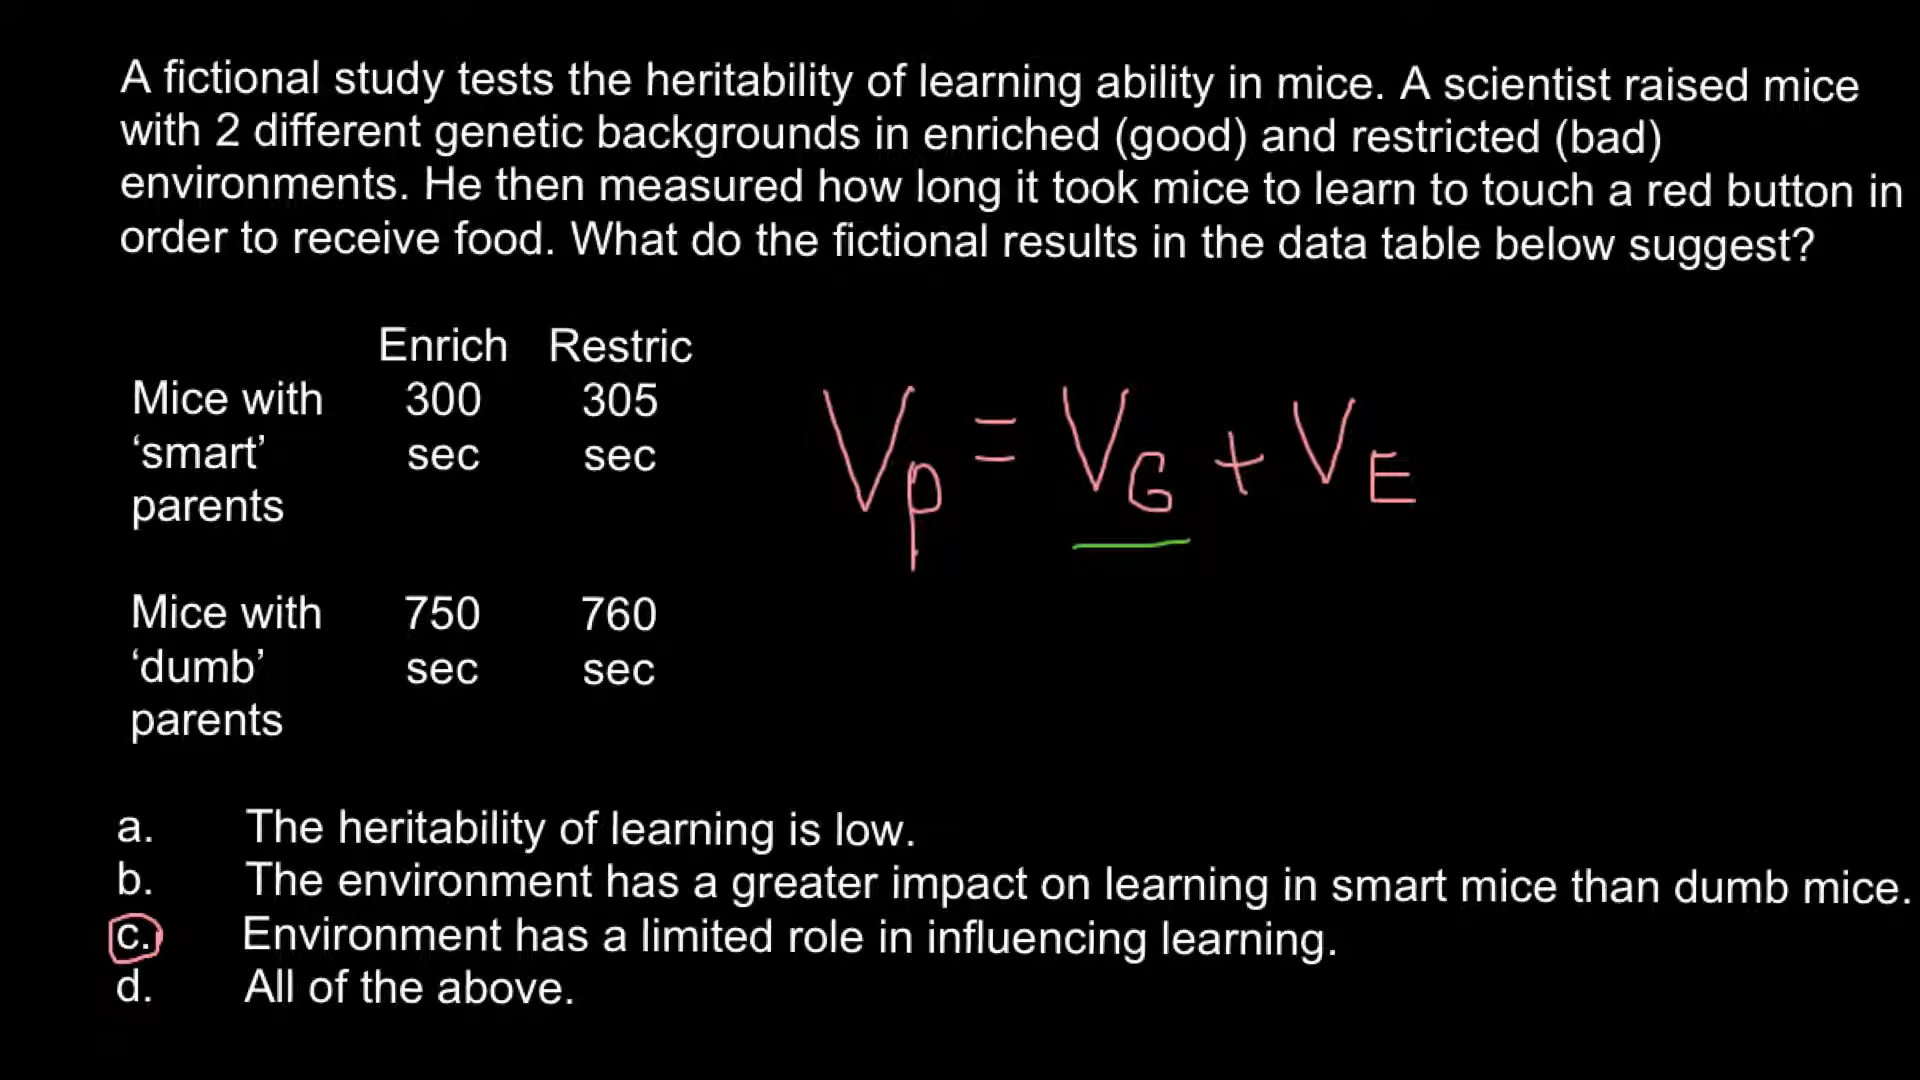 A fictional study tests the heritability of learning ability in mice. A scientist raised mice
with 2 different genetic backgrounds in enriched (good) and restricted (bad)
environments. He then measured how long it took mice to learn to touch a red button in
order to receive food. What do the fictional results in the data table below suggest?
Enrich Restric
Mice with 300 305
‘smart’ sec sec
parents
Vp = VG + VE
Mice with 750 760
‘dumb’ sec sec
parents
a. The heritability of learning is low.
b. The environment has a greater impact on learning in smart mice than dumb mice.
c. Environment has a limited role in influencing learning.
d. All of the above.